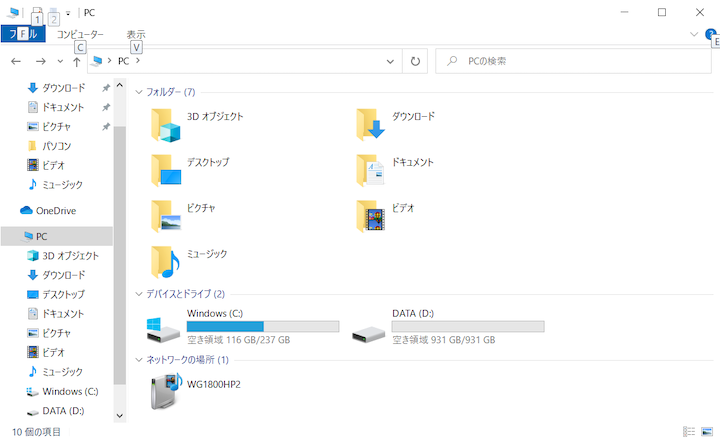 1
2
PC
フ
F
ル
コンピューター
C
表示
V
E
PC
PCの検索
ダウンロード
ドキュメント
ピクチャ
パソコン
ビデオ
ミュージック
OneDrive
PC
3D オブジェクト
ダウンロード
デスクトップ
ドキュメント
ピクチャ
ビデオ
ミュージック
Windows (C:)
DATA (D:)
フォルダー (7)
3D オブジェクト
ダウンロード
デスクトップ
ドキュメント
ピクチャ
ビデオ
ミュージック
デバイスとドライブ (2)
Windows (C:)
空き領域 116 GB/237 GB
DATA (D:)
空き領域 931 GB/931 GB
ネットワークの場所 (1)
WG1800HP2
10 個の項目